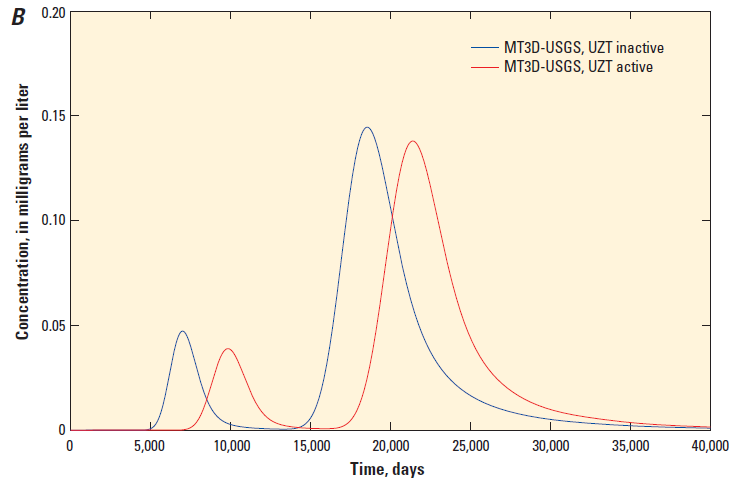 B
0.20
0.15
0.10
0.05
0
Concentration, in milligrams per liter
MT3D-USGS, UZT inactive
MT3D-USGS, UZT active
0 5,000 10,000 15,000 20,000 25,000 30,000 35,000 40,000
Time, days